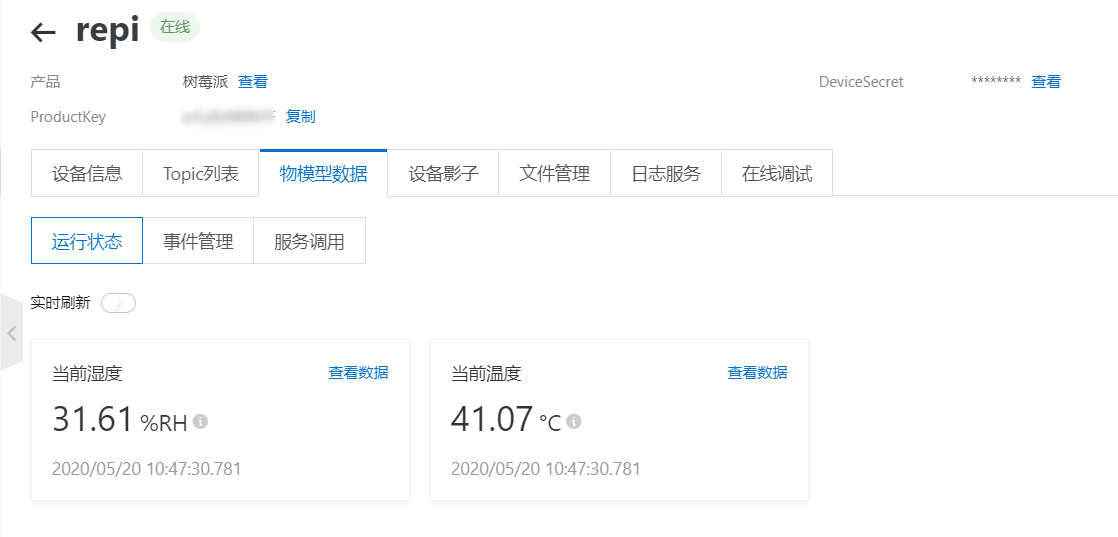 repi 在线
产品 树莓派 查看 DeviceSecret ******** 查看
ProductKey 复制
设备信息 Topic列表 物模型数据 设备影子 文件管理 日志服务 在线调试
运行状态 事件管理 服务调用
实时刷新
当前湿度 查看数据 当前温度 查看数据
31.61 %RH 41.07 °C
2020/05/20 10:47:30.781 2020/05/20 10:47:30.781